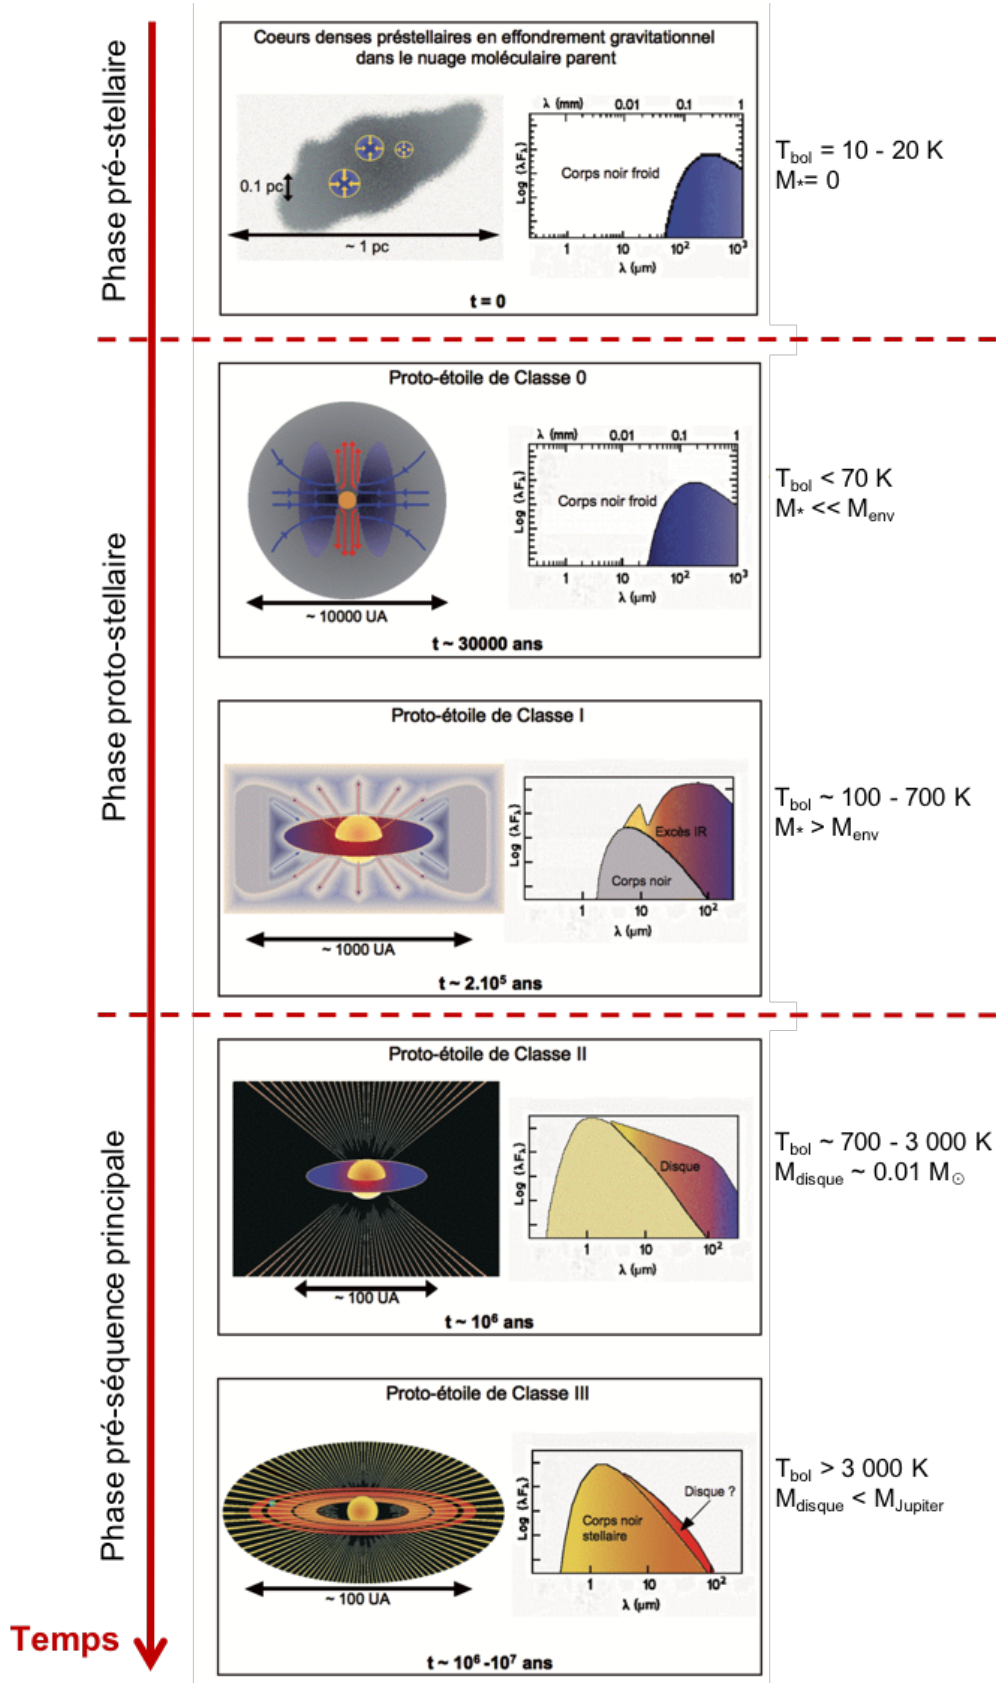 Phase pré-stellaire
Coeurs denses préstellaires en effondrement gravitationnel
dans le nuage moléculaire parent
0.1 pc
~ 1 pc
λ (mm) 0.01 0.1 1
Log (λFλ)
Corps noir froid
1 10 10² 10³
λ (μm)
t = 0
Tbol = 10 - 20 K
M* = 0
Phase proto-stellaire
Proto-étoile de Classe 0
~ 10000 UA
λ (mm) 0.01 0.1 1
Log (λFλ)
Corps noir froid
1 10 10² 10³
λ (μm)
t ~ 30000 ans
Tbol < 70 K
M* << Menv
Proto-étoile de Classe I
~ 1000 UA
Log (λFλ)
Excès IR
Corps noir
1 10 10²
λ (μm)
t ~ 2.10⁵ ans
Tbol ~ 100 - 700 K
M* > Menv
Phase pré-séquence principale
Proto-étoile de Classe II
~ 100 UA
Log (λFλ)
Disque
1 10 10²
λ (μm)
t ~ 10⁶ ans
Tbol ~ 700 - 3 000 K
Mdisque ~ 0.01 M☉
Proto-étoile de Classe III
~ 100 UA
Log (λFλ)
Disque ?
Corps noir
stellaire
1 10 10²
λ (μm)
t ~ 10⁶ -10⁷ ans
Tbol > 3 000 K
Mdisque < MJupiter
Temps